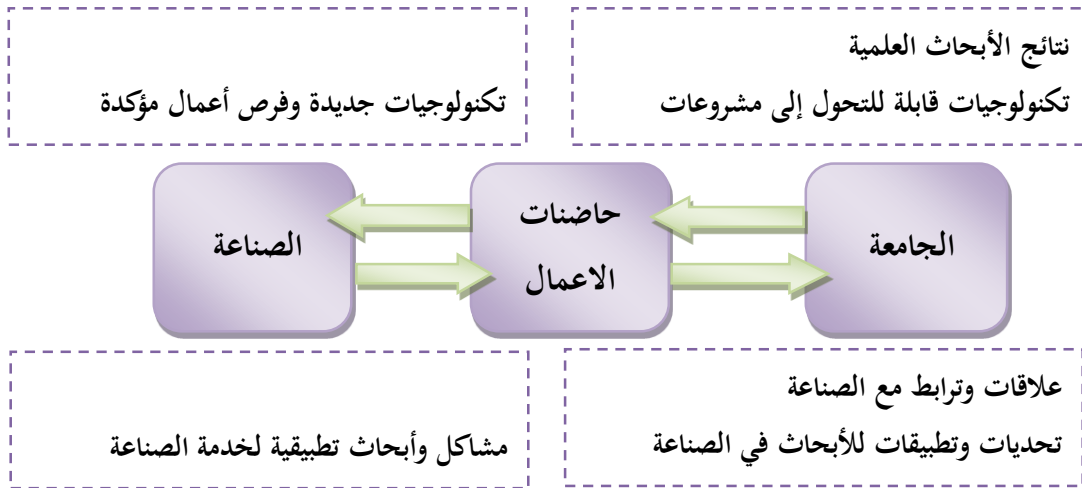 نتائج الأبحاث العلمية
تكنولوجيات قابلة للتحول إلى مشروعات
تكنولوجيات جديدة وفرص أعمال مؤكدة
الجامعة
حاضنات
الاعمال
الصناعة
علاقات وترابط مع الصناعة
تحديات وتطبيقات للأبحاث في الصناعة
مشاكل وأبحاث تطبيقية لخدمة الصناعة